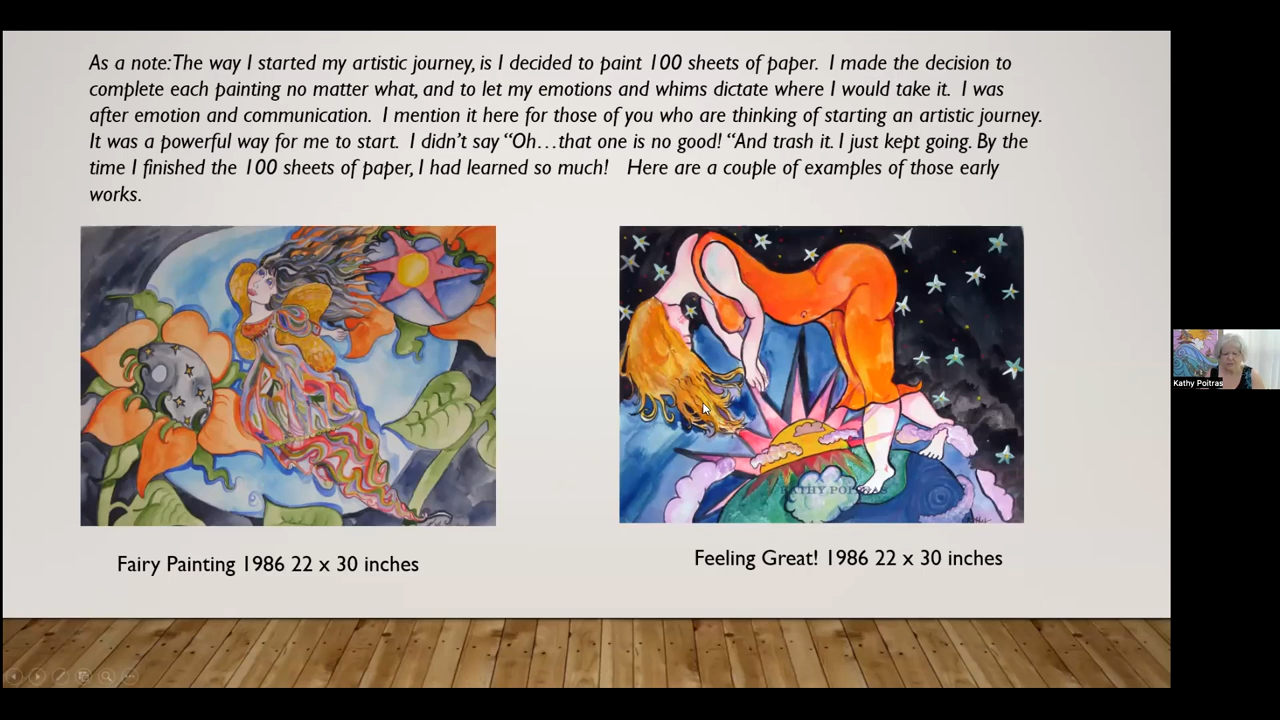 As a note: The way I started my artistic journey, is I decided to paint 100 sheets of paper. I made the decision to
complete each painting no matter what, and to let my emotions and whims dictate where I would take it. I was
after emotion and communication. I mention it here for those of you who are thinking of starting an artistic journey.
It was a powerful way for me to start. I didn’t say “Oh…that one is no good! “And trash it. I just kept going. By the
time I finished the 100 sheets of paper, I had learned so much! Here are a couple of examples of those early
works.
KATHY POITRAS
Fairy Painting 1986 22 x 30 inches
Feeling Great! 1986 22 x 30 inches
Kathy Poitras